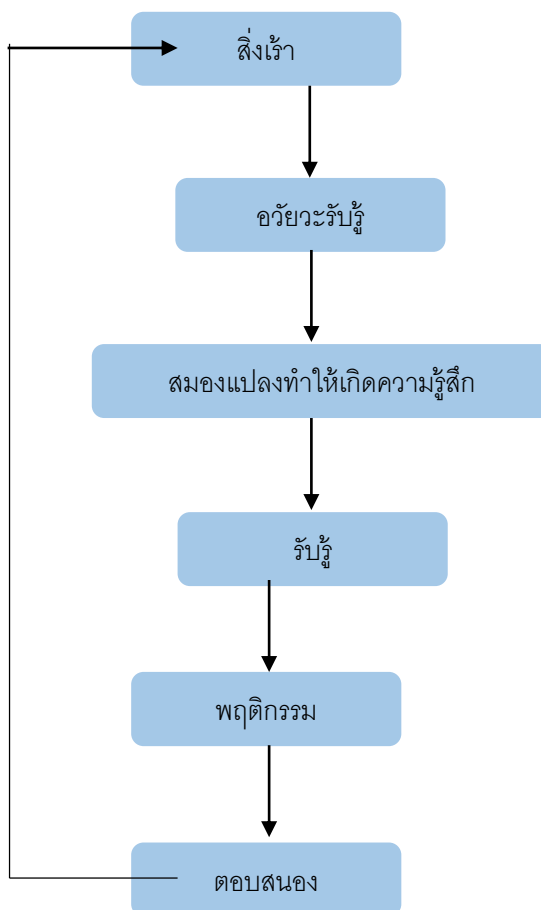 สิ่งเร้า
อวัยวะรับรู้
สมองแปลงทำให้เกิดความรู้สึก
รับรู้
พฤติกรรม
ตอบสนอง